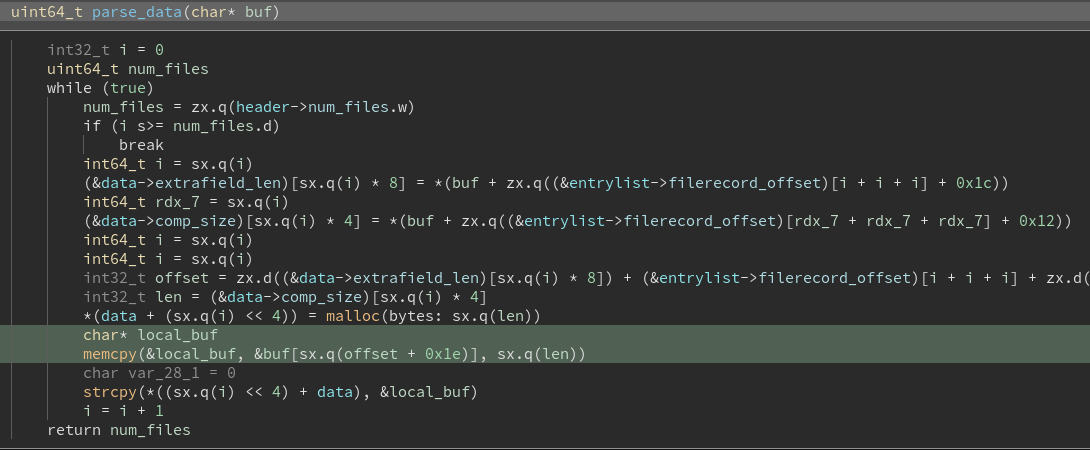 uint64_t parse_data(char* buf)
int32_t i = 0
uint64_t num_files
while (true)
num_files = zx.q(header->num_files.w)
if (i s>= num_files.d)
break
int64_t i = sx.q(i)
(&data->extrafield_len)[sx.q(i) * 8] = *(buf + zx.q((&entrylist->filerecord_offset)[i + i + i] + 0x1c))
int64_t rdx_7 = sx.q(i)
(&data->comp_size)[sx.q(i) * 4] = *(buf + zx.q((&entrylist->filerecord_offset)[rdx_7 + rdx_7 + rdx_7] + 0x12))
int64_t i = sx.q(i)
int64_t i = sx.q(i)
int32_t offset = zx.d((&data->extrafield_len)[sx.q(i) * 8]) + (&entrylist->filerecord_offset)[i + i + i] + zx.d(
int32_t len = (&data->comp_size)[sx.q(i) * 4]
*(data + (sx.q(i) << 4)) = malloc(bytes: sx.q(len))
char* local_buf
memcpy(&local_buf, &buf[sx.q(offset + 0x1e)], sx.q(len))
char var_28_1 = 0
strcpy(*((sx.q(i) << 4) + data), &local_buf)
i = i + 1
return num_files